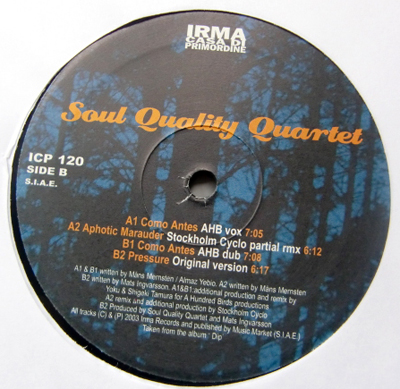 IRMA
CASA DI
PRIMORDINE
Soul Quality Quartet
ICP 120
SIDE B
S.I.A.E.
A1 Como Antes AHB vox 7:05
A2 Aphotic Marauder Stockholm Cyclo partial rmx 6:12
B1 Como Antes AHB dub 7:08
B2 Pressure Original version 6:17
A1 & B1 written by Måns Mernsten / Almaz Yebio. A2 written by Måns Mernsten
B2 written by Mats Ingvarsson. A1&B1:additional production and remix by
Yoku & Shigeki Tamura for A Hundred Birds productions
A2 remix und additional production by Stockholm Cyclo
B2 Produced by Soul Quality Quartet and Mats Ingvarsson.
All tracks (C) & (P) 2003 Irma Records and published by Music Market (S.I.A.E.)
Taken from the album : Dip